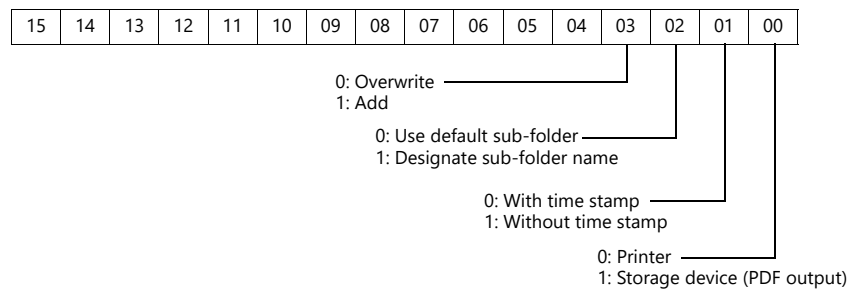 15 14 13 12 11 10 09 08 07 06 05 04 03 02 01 00
0: Overwrite
1: Add
0: Use default sub-folder
1: Designate sub-folder name
0: With time stamp
1: Without time stamp
0: Printer
1: Storage device (PDF output)